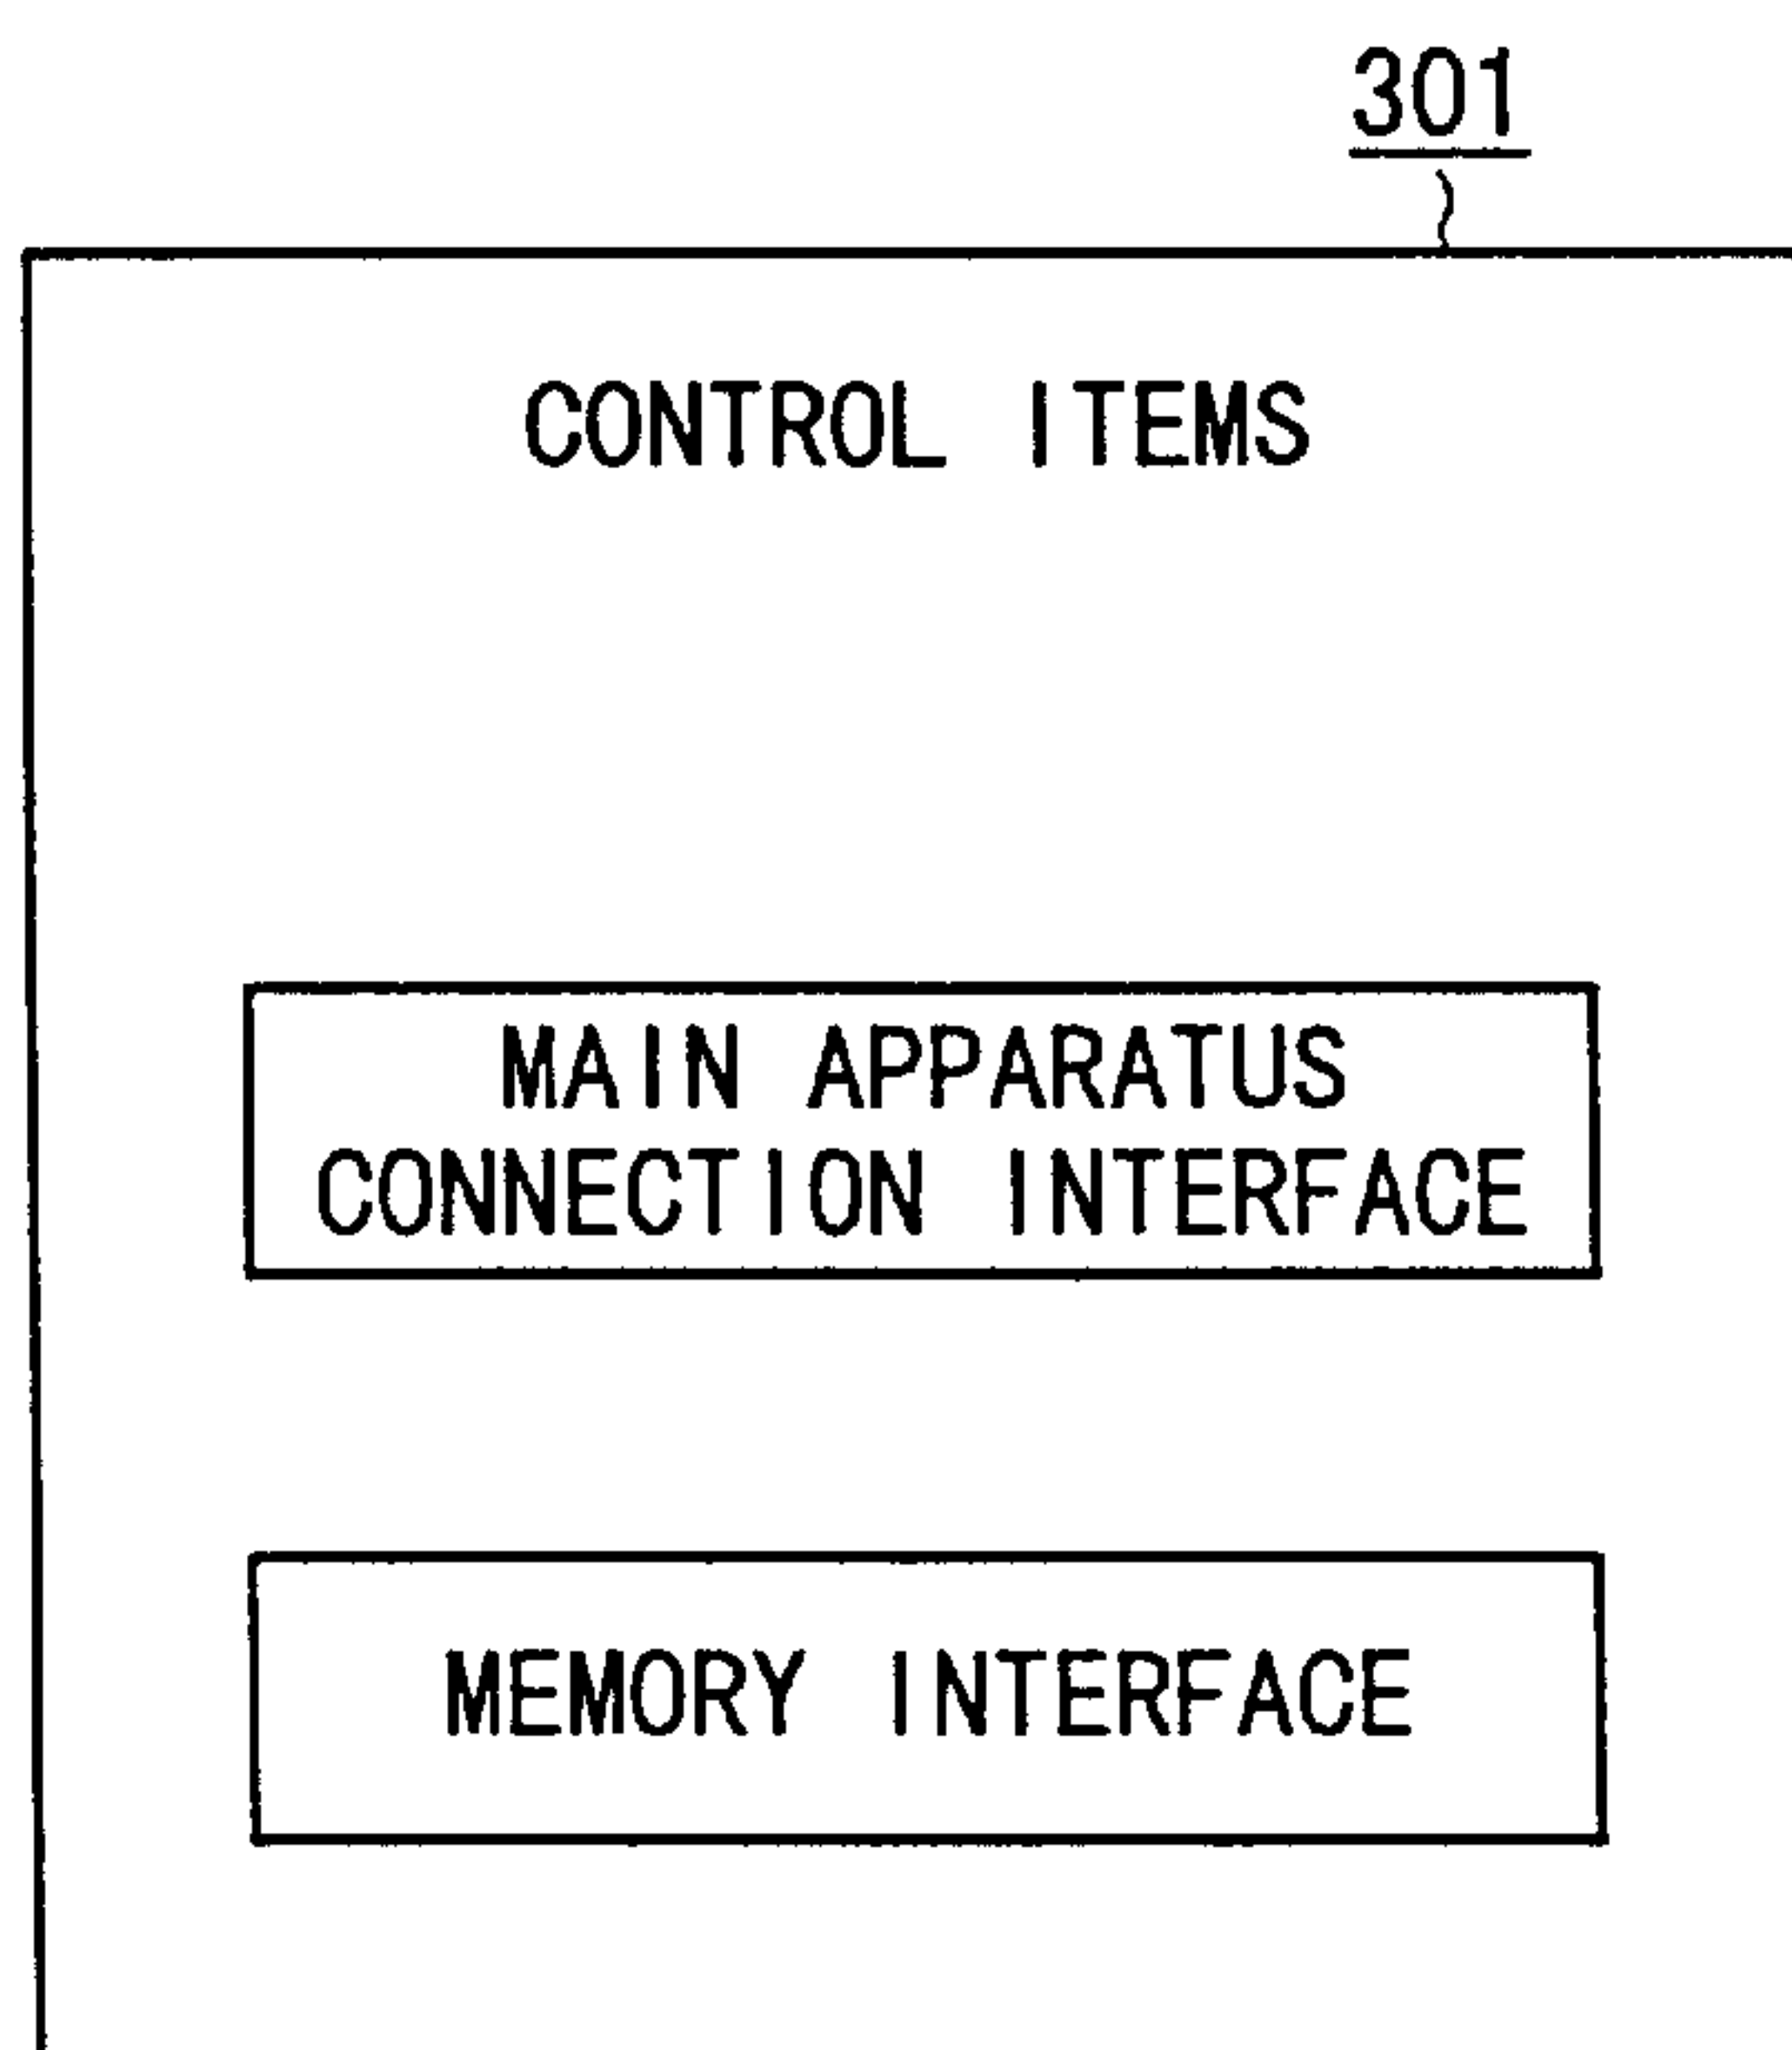 301
CONTROL ITEMS
MAIN APPARATUS
CONNECTION INTERFACE
MEMORY INTERFACE